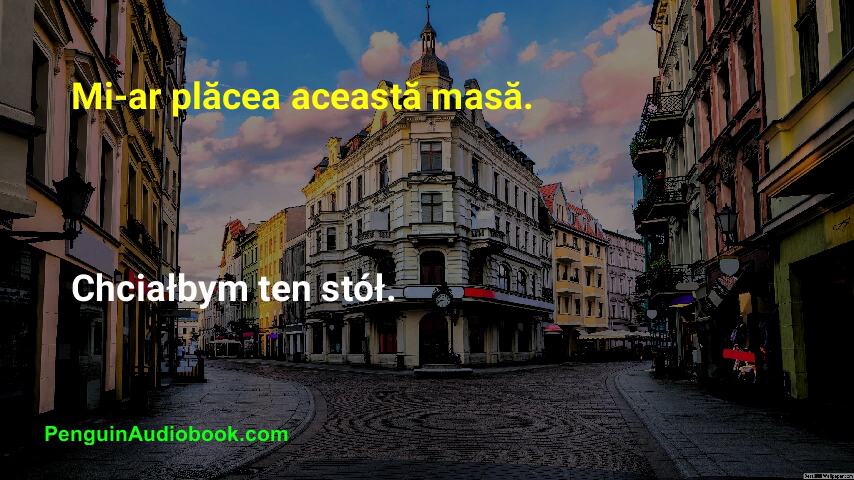 Mi-ar plăcea această masă.
Chciałbym ten stół.
PenguinAudiobook.com